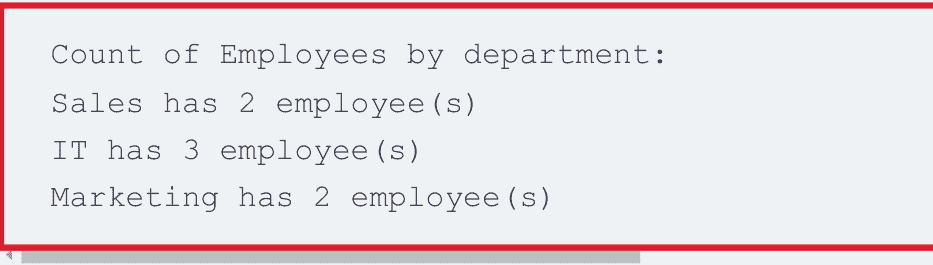 Count of Employees by department:
Sales has 2 employee(s)
IT has 3 employee(s)
Marketing has 2 employee(s)